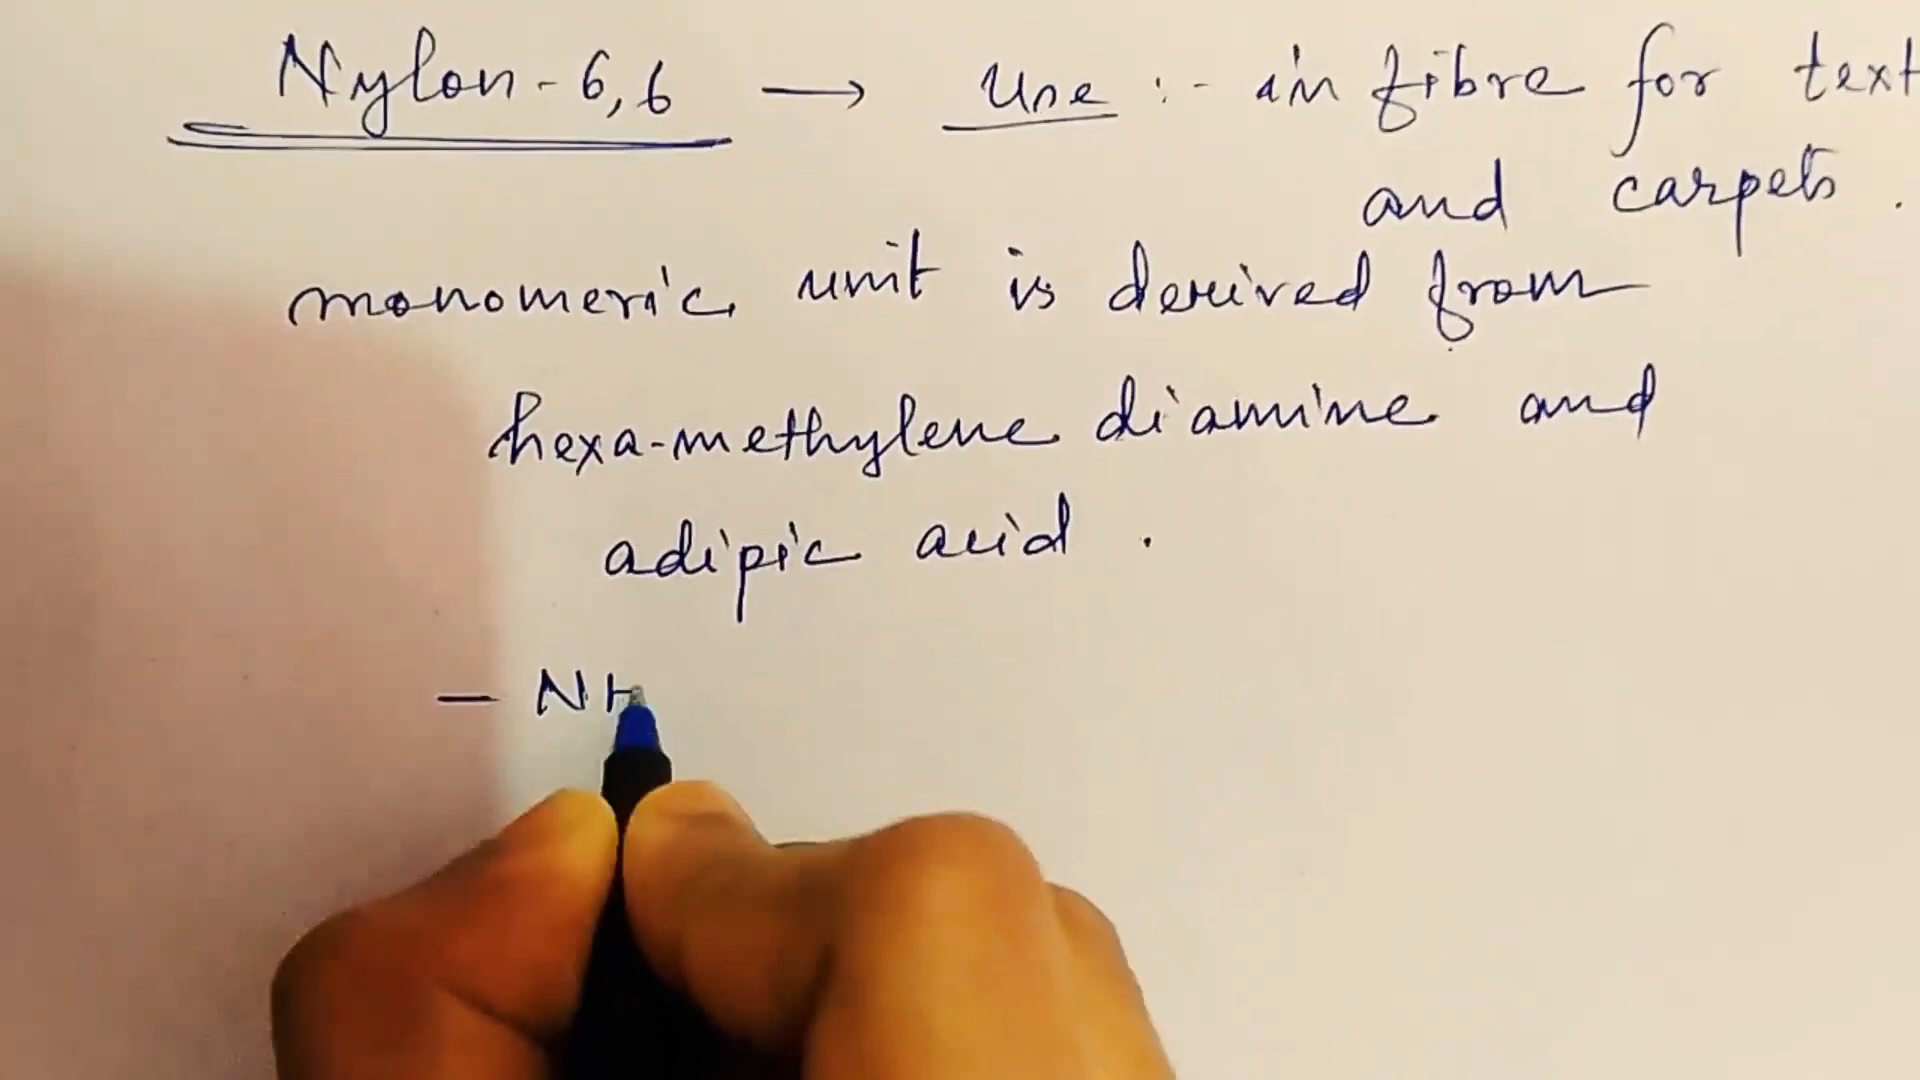 Nylon-6,6 → Use :- in fibre for text
and carpets.
monomeric unit is derived from
hexa-methylene diamine and
adipic acid.
— NH